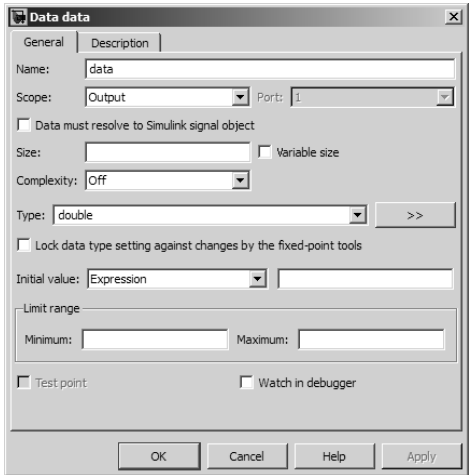 Data data
General Description
Name: data
Scope: Output Port: 1
Data must resolve to Simulink signal object
Size: Variable size
Complexity: Off
Type: double >>
Lock data type setting against changes by the fixed-point tools
Initial value: Expression
Limit range
Minimum: Maximum:
Test point Watch in debugger
OK Cancel Help Apply